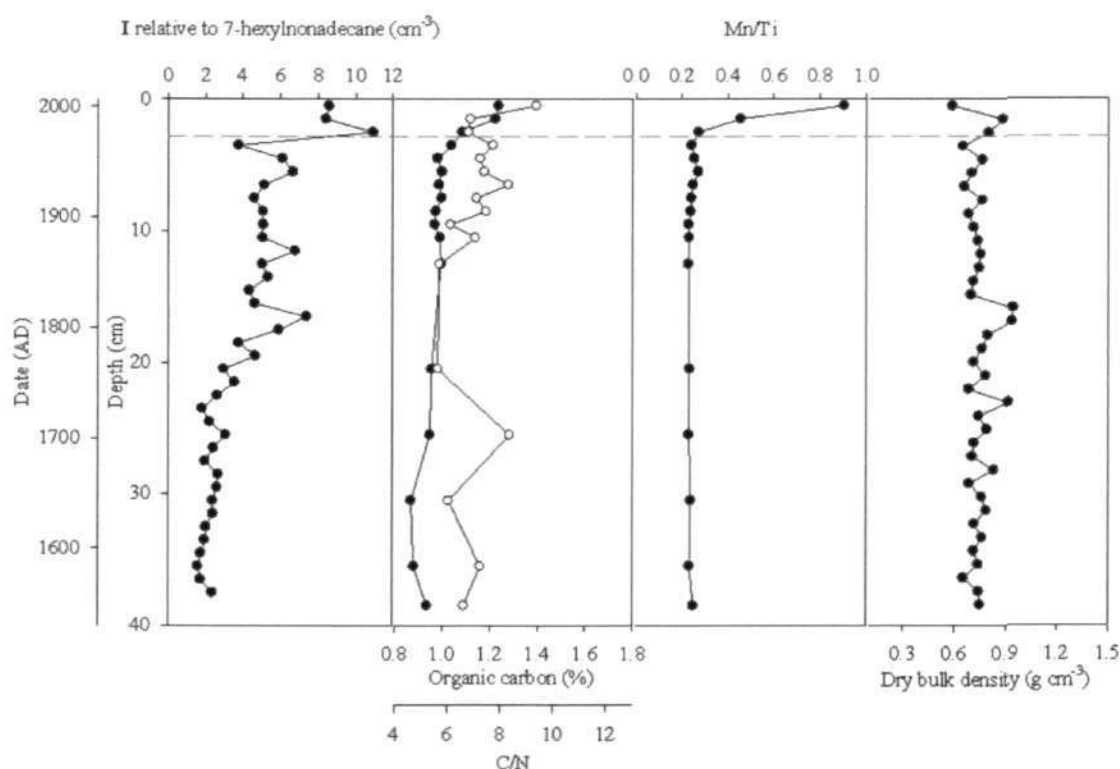 I relative to 7-hexylnonadecane (cm-3)
Mn/Ti
0 2 4 6 8 10 12
0.0 0.2 0.4 0.6 0.8 1.0
Date (AD)
2000
1900
1800
1700
1600
Depth (cm)
0
10
20
30
40
0.8 1.0 1.2 1.4 1.6 1.8
Organic carbon (%)
0.3 0.6 0.9 1.2 1.5
Dry bulk density (g cm-3)
4 6 8 10 12
C/N